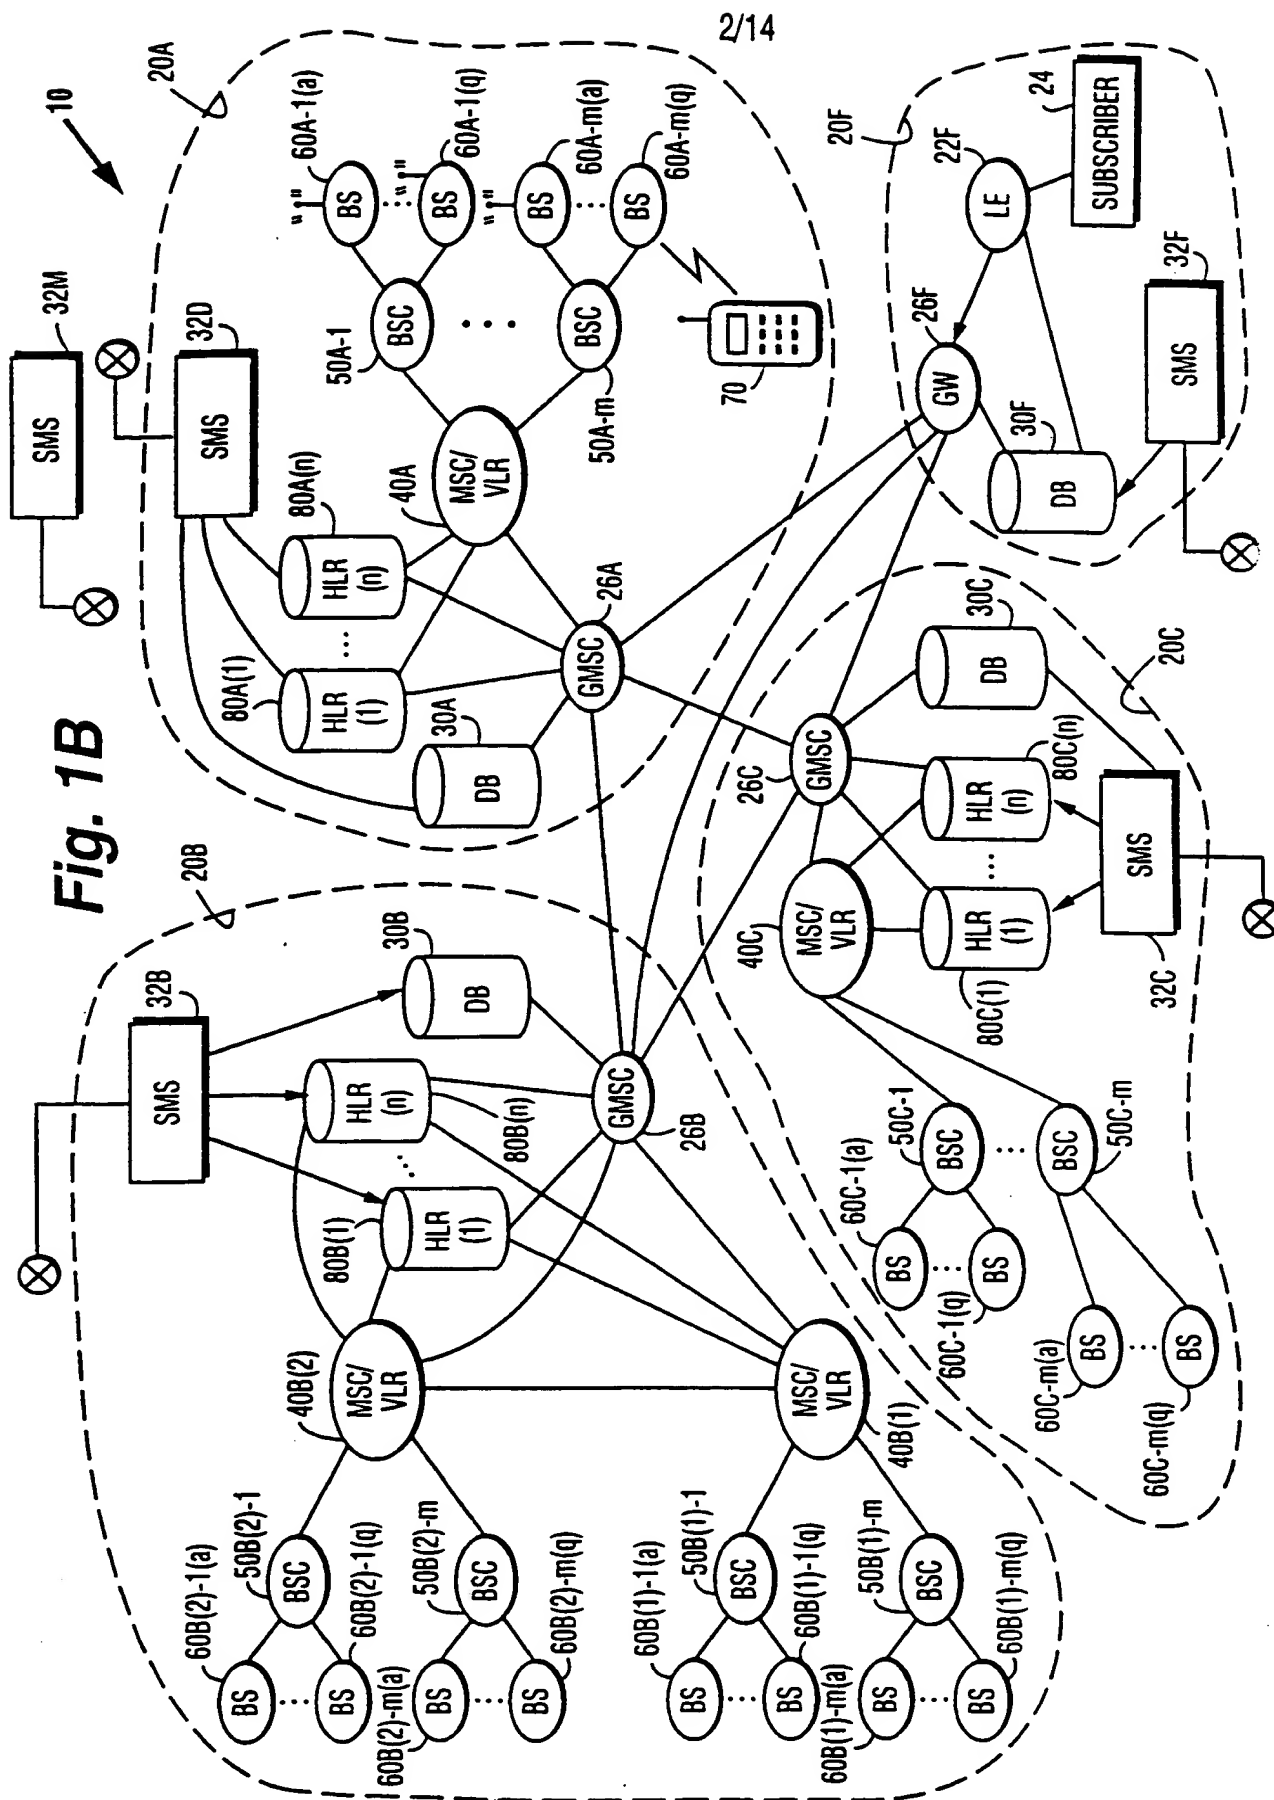 2/14
Fig. 1B
10
SMS
32M
20A
SMS
32D
80A(1)
HLR
(1)
...
HLR
(n)
80A(n)
DB
30A
MSC/
VLR
40A
GMSC
26A
50A-1
BSC
50A-m
BSC
60A-1(a)
BS
60A-1(q)
BS
60A-m(a)
BS
60A-m(q)
BS
70
20B
SMS
32B
DB
30B
HLR
(n)
80B(n)
...
HLR
(1)
80B(1)
GMSC
26B
MSC/
VLR
40B(2)
MSC/
VLR
40B(1)
50B(2)-1
BSC
50B(2)-m
BSC
60B(2)-1(a)
BS
60B(2)-1(q)
BS
60B(2)-m(a)
BS
60B(2)-m(q)
BS
50B(1)-1
BSC
50B(1)-m
BSC
60B(1)-1(a)
BS
60B(1)-1(q)
BS
60B(1)-m(a)
BS
60B(1)-m(q)
BS
20C
GMSC
26C
DB
30C
MSC/
VLR
40C
HLR
(1)
80C(1)
...
HLR
(n)
80C(n)
SMS
32C
50C-1
BSC
50C-m
BSC
60C-1(a)
BS
60C-1(q)
BS
60C-m(a)
BS
60C-m(q)
BS
20F
GW
26F
LE
22F
SUBSCRIBER
24
DB
30F
SMS
32F